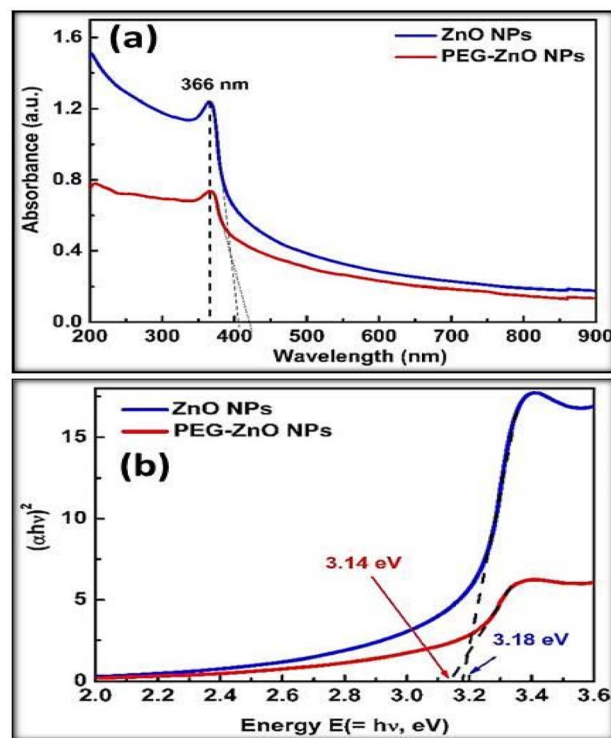 (a)
ZnO NPs
PEG-ZnO NPs
366 nm
Absorbance (a.u.)
1.6
1.2
0.8
0.4
0.0
200 300 400 500 600 700 800 900
Wavelength (nm)
ZnO NPs
PEG-ZnO NPs
(b)
(αhν)²
15
10
5
0
3.14 eV
3.18 eV
2.0 2.2 2.4 2.6 2.8 3.0 3.2 3.4 3.6
Energy E(= hν, eV)